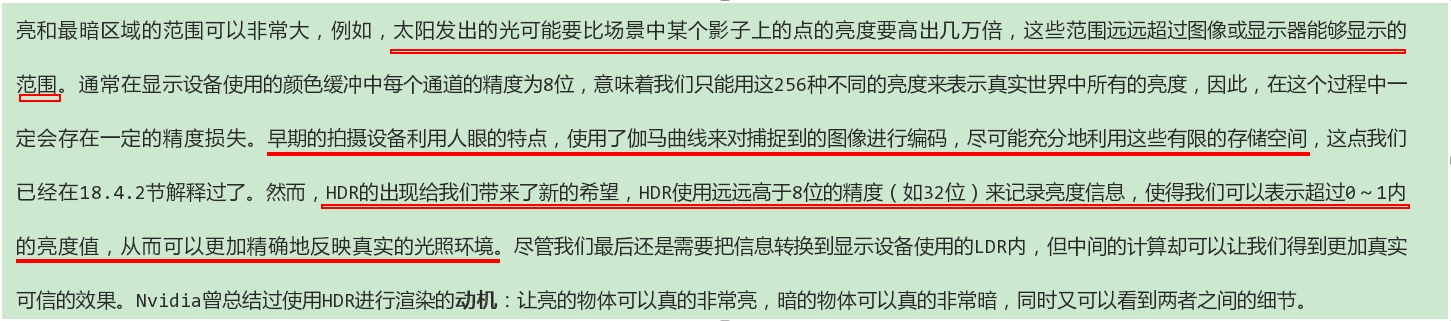 亮和最暗区域的范围可以非常大，例如，太阳发出的光可能要比场景中某个影子上的点的亮度要高出几万倍，这些范围远远超过图像或显示器能够显示的
范围。通常在显示设备使用的颜色缓冲中每个通道的精度为8位，意味着我们只能用这256种不同的亮度来表示真实世界中所有的亮度，因此，在这个过程中一
定会存在一定的精度损失。早期的拍摄设备利用人眼的特点，使用了伽马曲线来对捕捉到的图像进行编码，尽可能充分地利用这些有限的存储空间，这点我们
已经在18.4.2节解释过了。然而，HDR的出现给我们带来了新的希望，HDR使用远远高于8位的精度（如32位）来记录亮度信息，使得我们可以表示超过0～1内
的亮度值，从而可以更加精确地反映真实的光照环境。尽管我们最后还是需要把信息转换到显示设备使用的LDR内，但中间的计算却可以让我们得到更加真实
可信的效果。Nvidia曾总结过使用HDR进行渲染的动机：让亮的物体可以真的非常亮，暗的物体可以真的非常暗，同时又可以看到两者之间的细节。